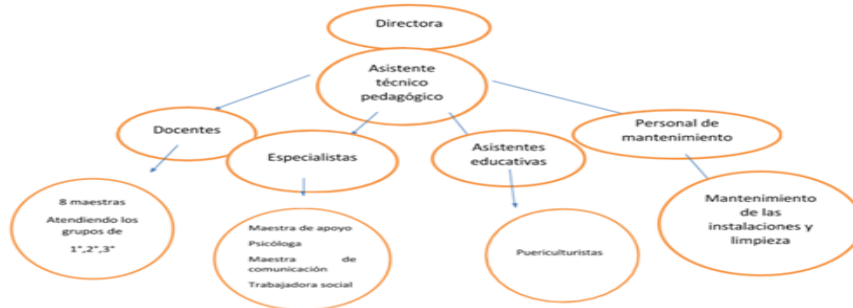 Directora
Asistente
técnico
pedagógico
Docentes
Especialistas
Asistentes
educativas
Personal de
mantenimiento
8 maestras
Atendiendo los
grupos de
1°,2°,3°
Maestra de apoyo
Psicóloga
Maestra de
comunicación
Trabajadora social
Puericulturistas
Mantenimiento
de las
instalaciones y
limpieza